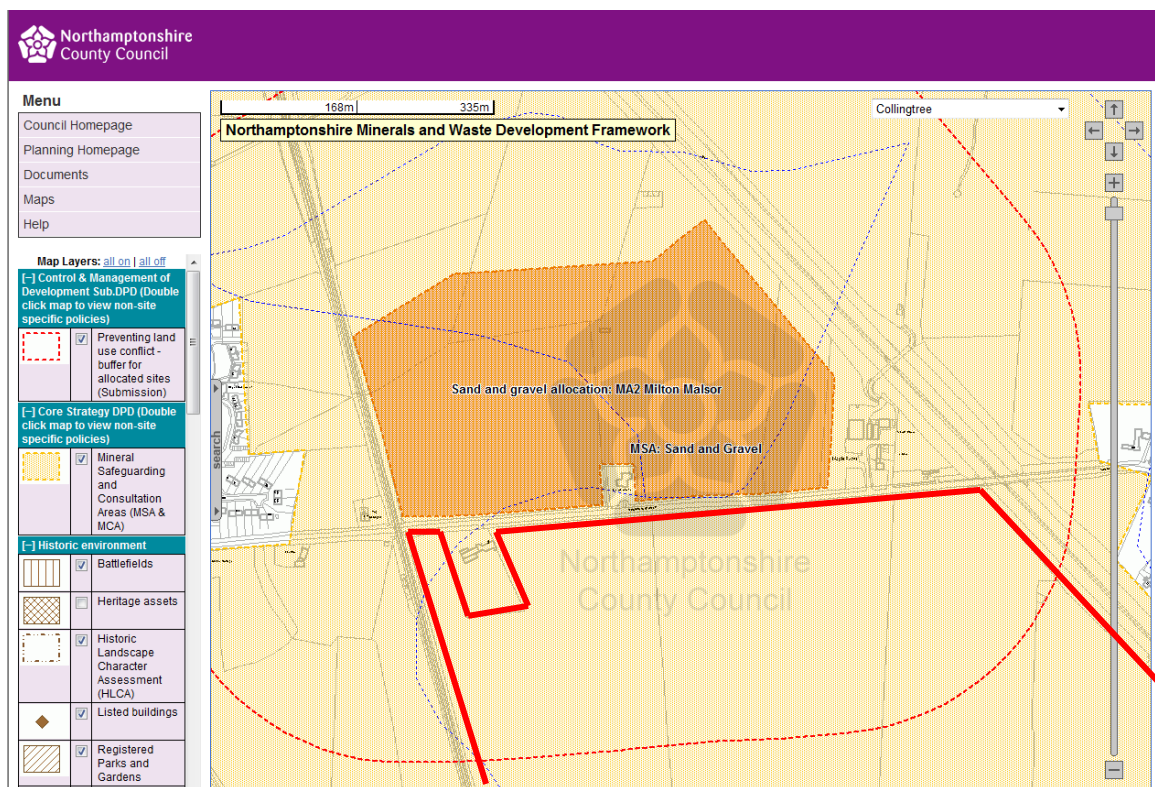 Northamptonshire
County Council
Menu
Council Homepage
Planning Homepage
Documents
Maps
Help
Map Layers: all on | all off
[–] Control & Management of
Development Sub.DPD (Double
click map to view non-site
specific policies)
Preventing land
use conflict -
buffer for
allocated sites
(Submission)
[–] Core Strategy DPD (Double
click map to view non-site
specific policies)
Mineral
Safeguarding
and
Consultation
Areas (MSA &
MCA)
[–] Historic environment
Battlefields
Heritage assets
Historic
Landscape
Character
Assessment
(HLCA)
Listed buildings
Registered
Parks and
Gardens
search
168m 335m
Northamptonshire Minerals and Waste Development Framework
Collingtree
Sand and gravel allocation: MA2 Milton Malsor
MSA: Sand and Gravel
Northamptonshire
County Council